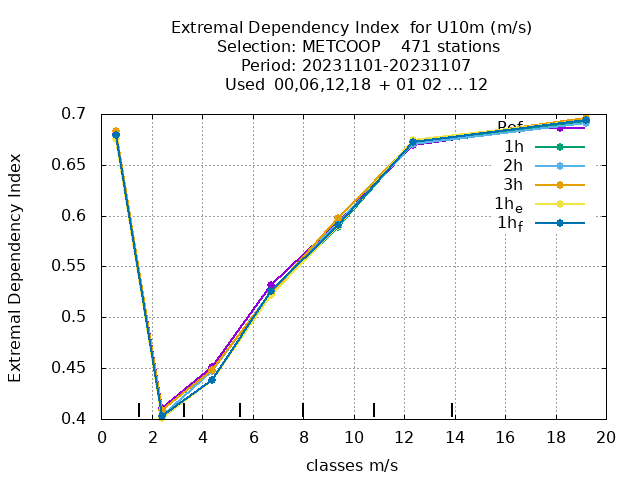 Extremal Dependency Index  for U10m (m/s)
Selection: METCOOP    471 stations
Period: 20231101-20231107
Used  00,06,12,18  + 01 02 ... 12
Extremal Dependency Index
0.7
0.65
0.6
0.55
0.5
0.45
0.4
Ref
1h
2h
3h
1he
1hf
0 2 4 6 8 10 12 14 16 18 20
classes m/s